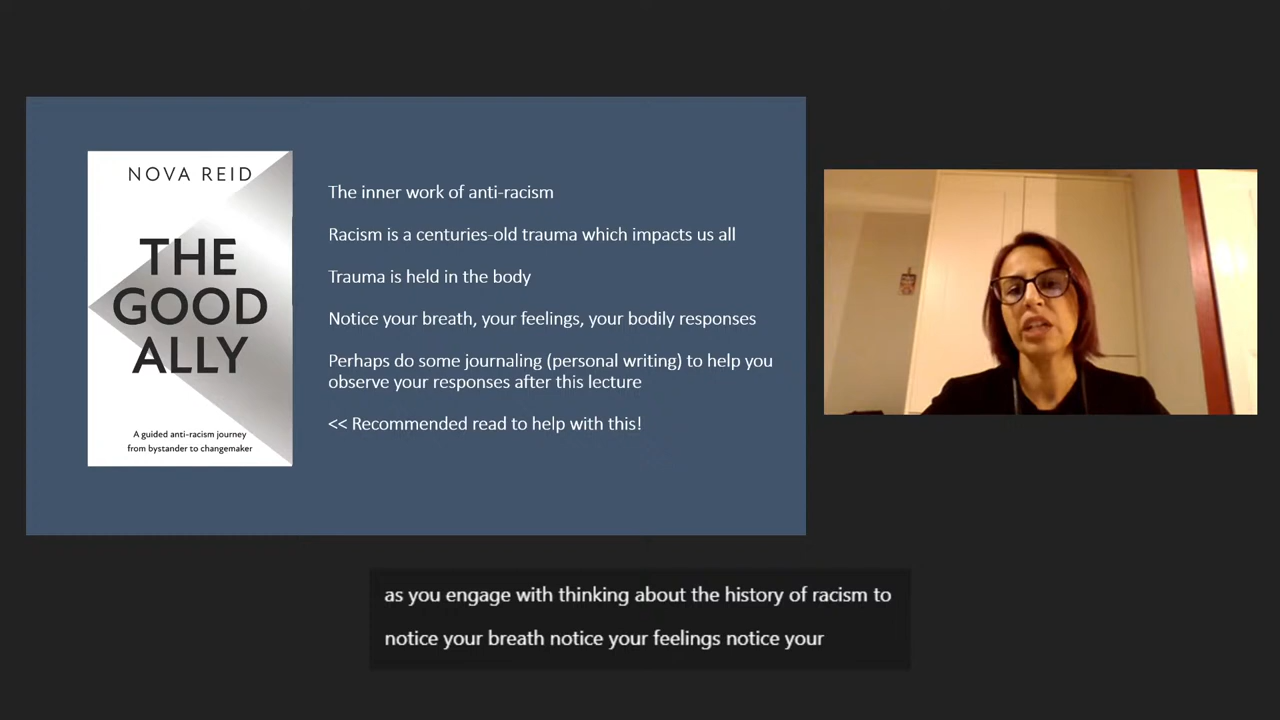 NOVA REID
THE
GOOD
ALLY
A guided anti-racism journey
from bystander to changemaker
The inner work of anti-racism
Racism is a centuries-old trauma which impacts us all
Trauma is held in the body
Notice your breath, your feelings, your bodily responses
Perhaps do some journaling (personal writing) to help you
observe your responses after this lecture
<< Recommended read to help with this!
as you engage with thinking about the history of racism to
notice your breath notice your feelings notice your